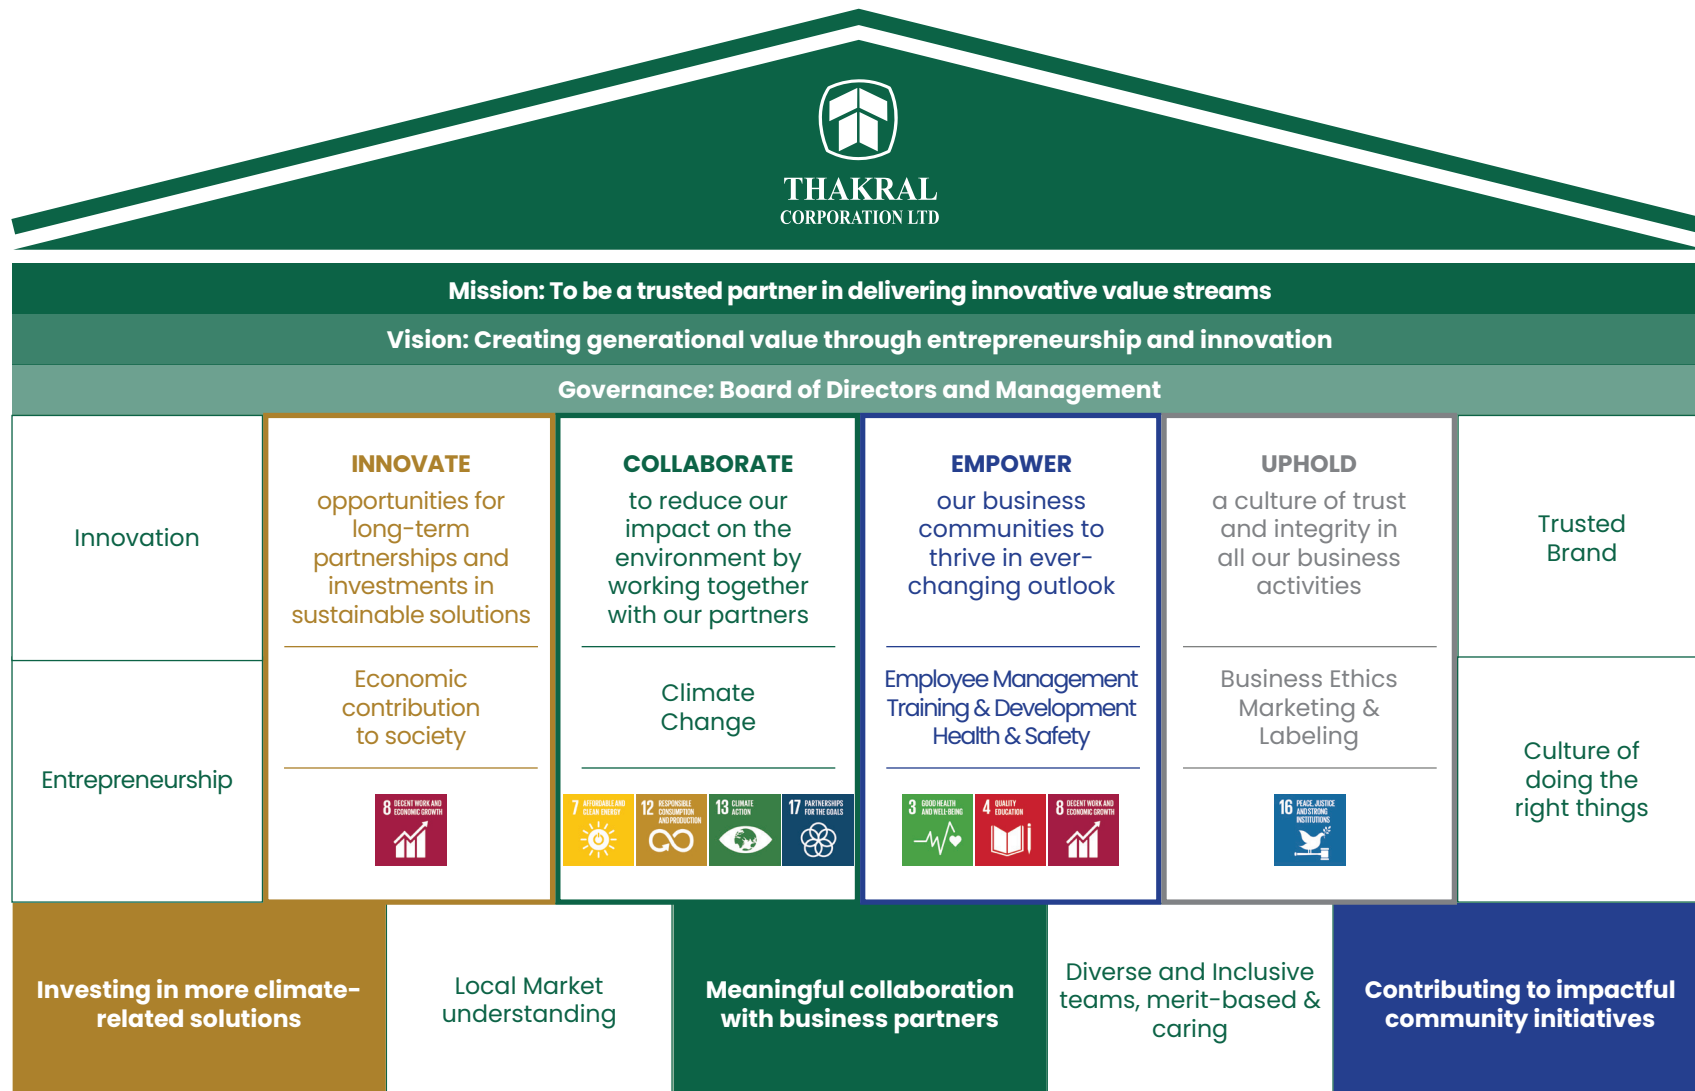 THAKRAL
CORPORATION LTD
Mission: To be a trusted partner in delivering innovative value streams
Vision: Creating generational value through entrepreneurship and innovation
Governance: Board of Directors and Management
Innovation
Entrepreneurship
INNOVATE
opportunities for
long-term
partnerships and
investments in
sustainable solutions
Economic
contribution
to society
8 DECENT WORK AND
ECONOMIC GROWTH
COLLABORATE
to reduce our
impact on the
environment by
working together
with our partners
Climate
Change
7 AFFORDABLE AND
CLEAN ENERGY
12 RESPONSIBLE
CONSUMPTION
AND PRODUCTION
13 CLIMATE
ACTION
17 PARTNERSHIPS
FOR THE GOALS
EMPOWER
our business
communities to
thrive in ever-
changing outlook
Employee Management
Training & Development
Health & Safety
3 GOOD HEALTH
AND WELL-BEING
4 QUALITY
EDUCATION
8 DECENT WORK AND
ECONOMIC GROWTH
UPHOLD
a culture of trust
and integrity in
all our business
activities
Business Ethics
Marketing &
Labeling
16 PEACE, JUSTICE
AND STRONG
INSTITUTIONS
Trusted
Brand
Culture of
doing the
right things
Investing in more climate-
related solutions
Local Market
understanding
Meaningful collaboration
with business partners
Diverse and Inclusive
teams, merit-based &
caring
Contributing to impactful
community initiatives